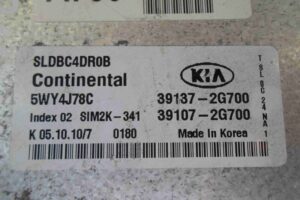 SLDBC4DR0B
Continental
KIA
5WY4J78C
39137-2G700
Index 02 SIM2K-341
39107-2G700
K 05.10.10/7 0180
Made in Korea